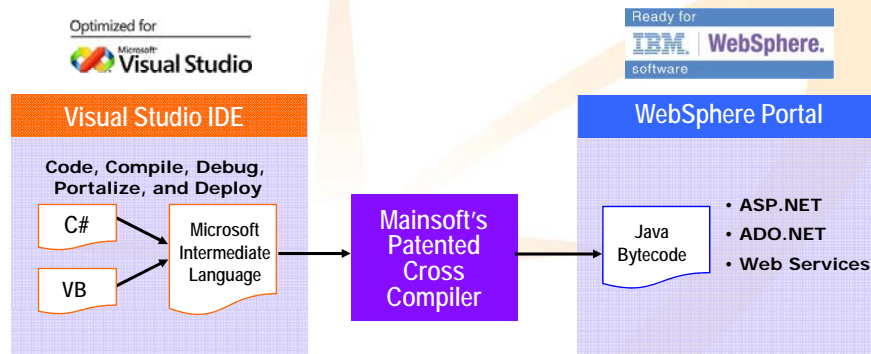 Optimized for
Microsoft
Visual Studio
Ready for
IBM. WebSphere.
software
Visual Studio IDE
Code, Compile, Debug,
Portalize, and Deploy
C#
VB
Microsoft
Intermediate
Language
Mainsoft's
Patented
Cross
Compiler
WebSphere Portal
Java
Bytecode
• ASP.NET
• ADO.NET
• Web Services